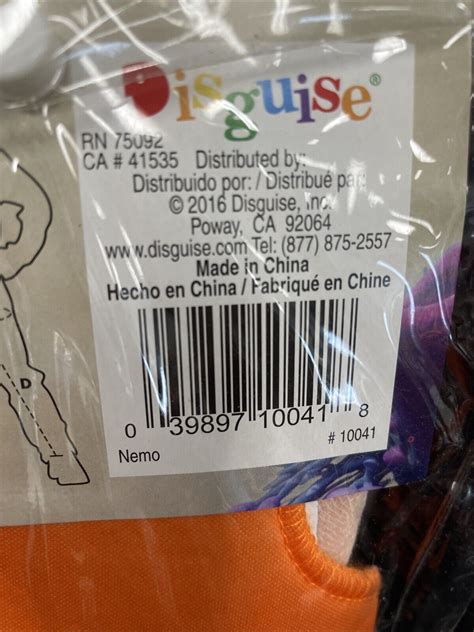 Disguise®
RN 75092
CA # 41535 Distributed by:
Distribuido por: / Distribué par:
© 2016 Disguise, Inc.
Poway, CA 92064
www.disguise.com Tel: (877) 875-2557
Made in China
Hecho en China / Fabriqué en Chine
0 39897 10041 8
Nemo # 10041
D